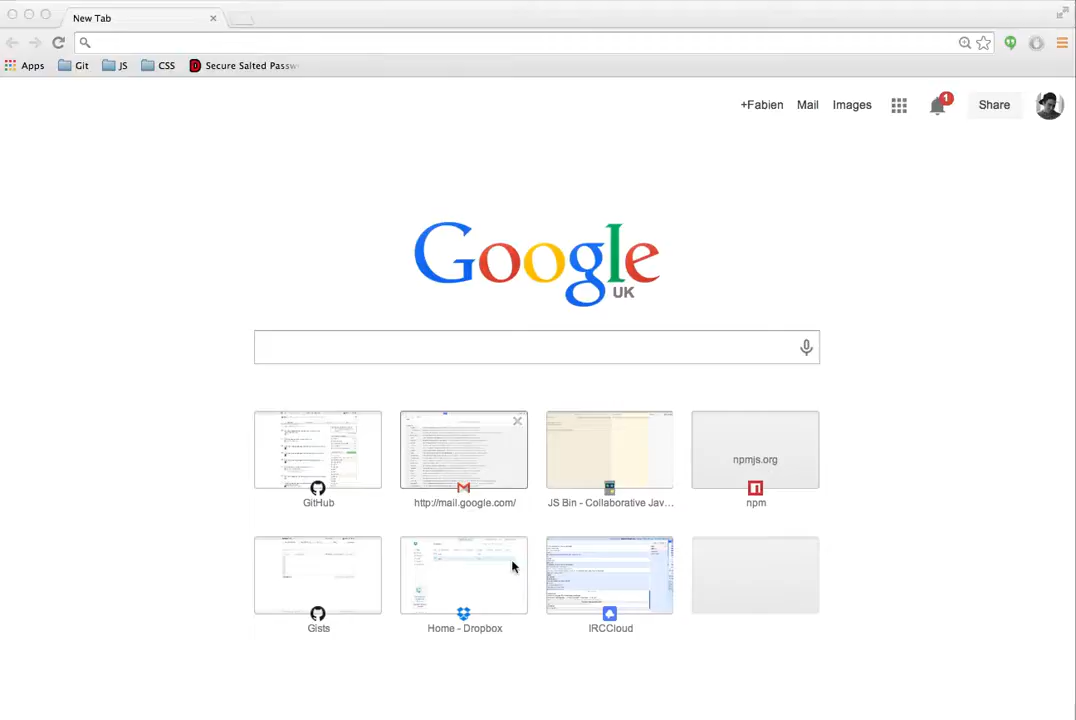 New Tab
Apps Git JS CSS Secure Salted Passw
+Fabien Mail Images 1 Share
Google
UK
npmjs.org
GitHub http://mail.google.com/ JS Bin - Collaborative Jav... npm
Gists Home - Dropbox IRCCloud